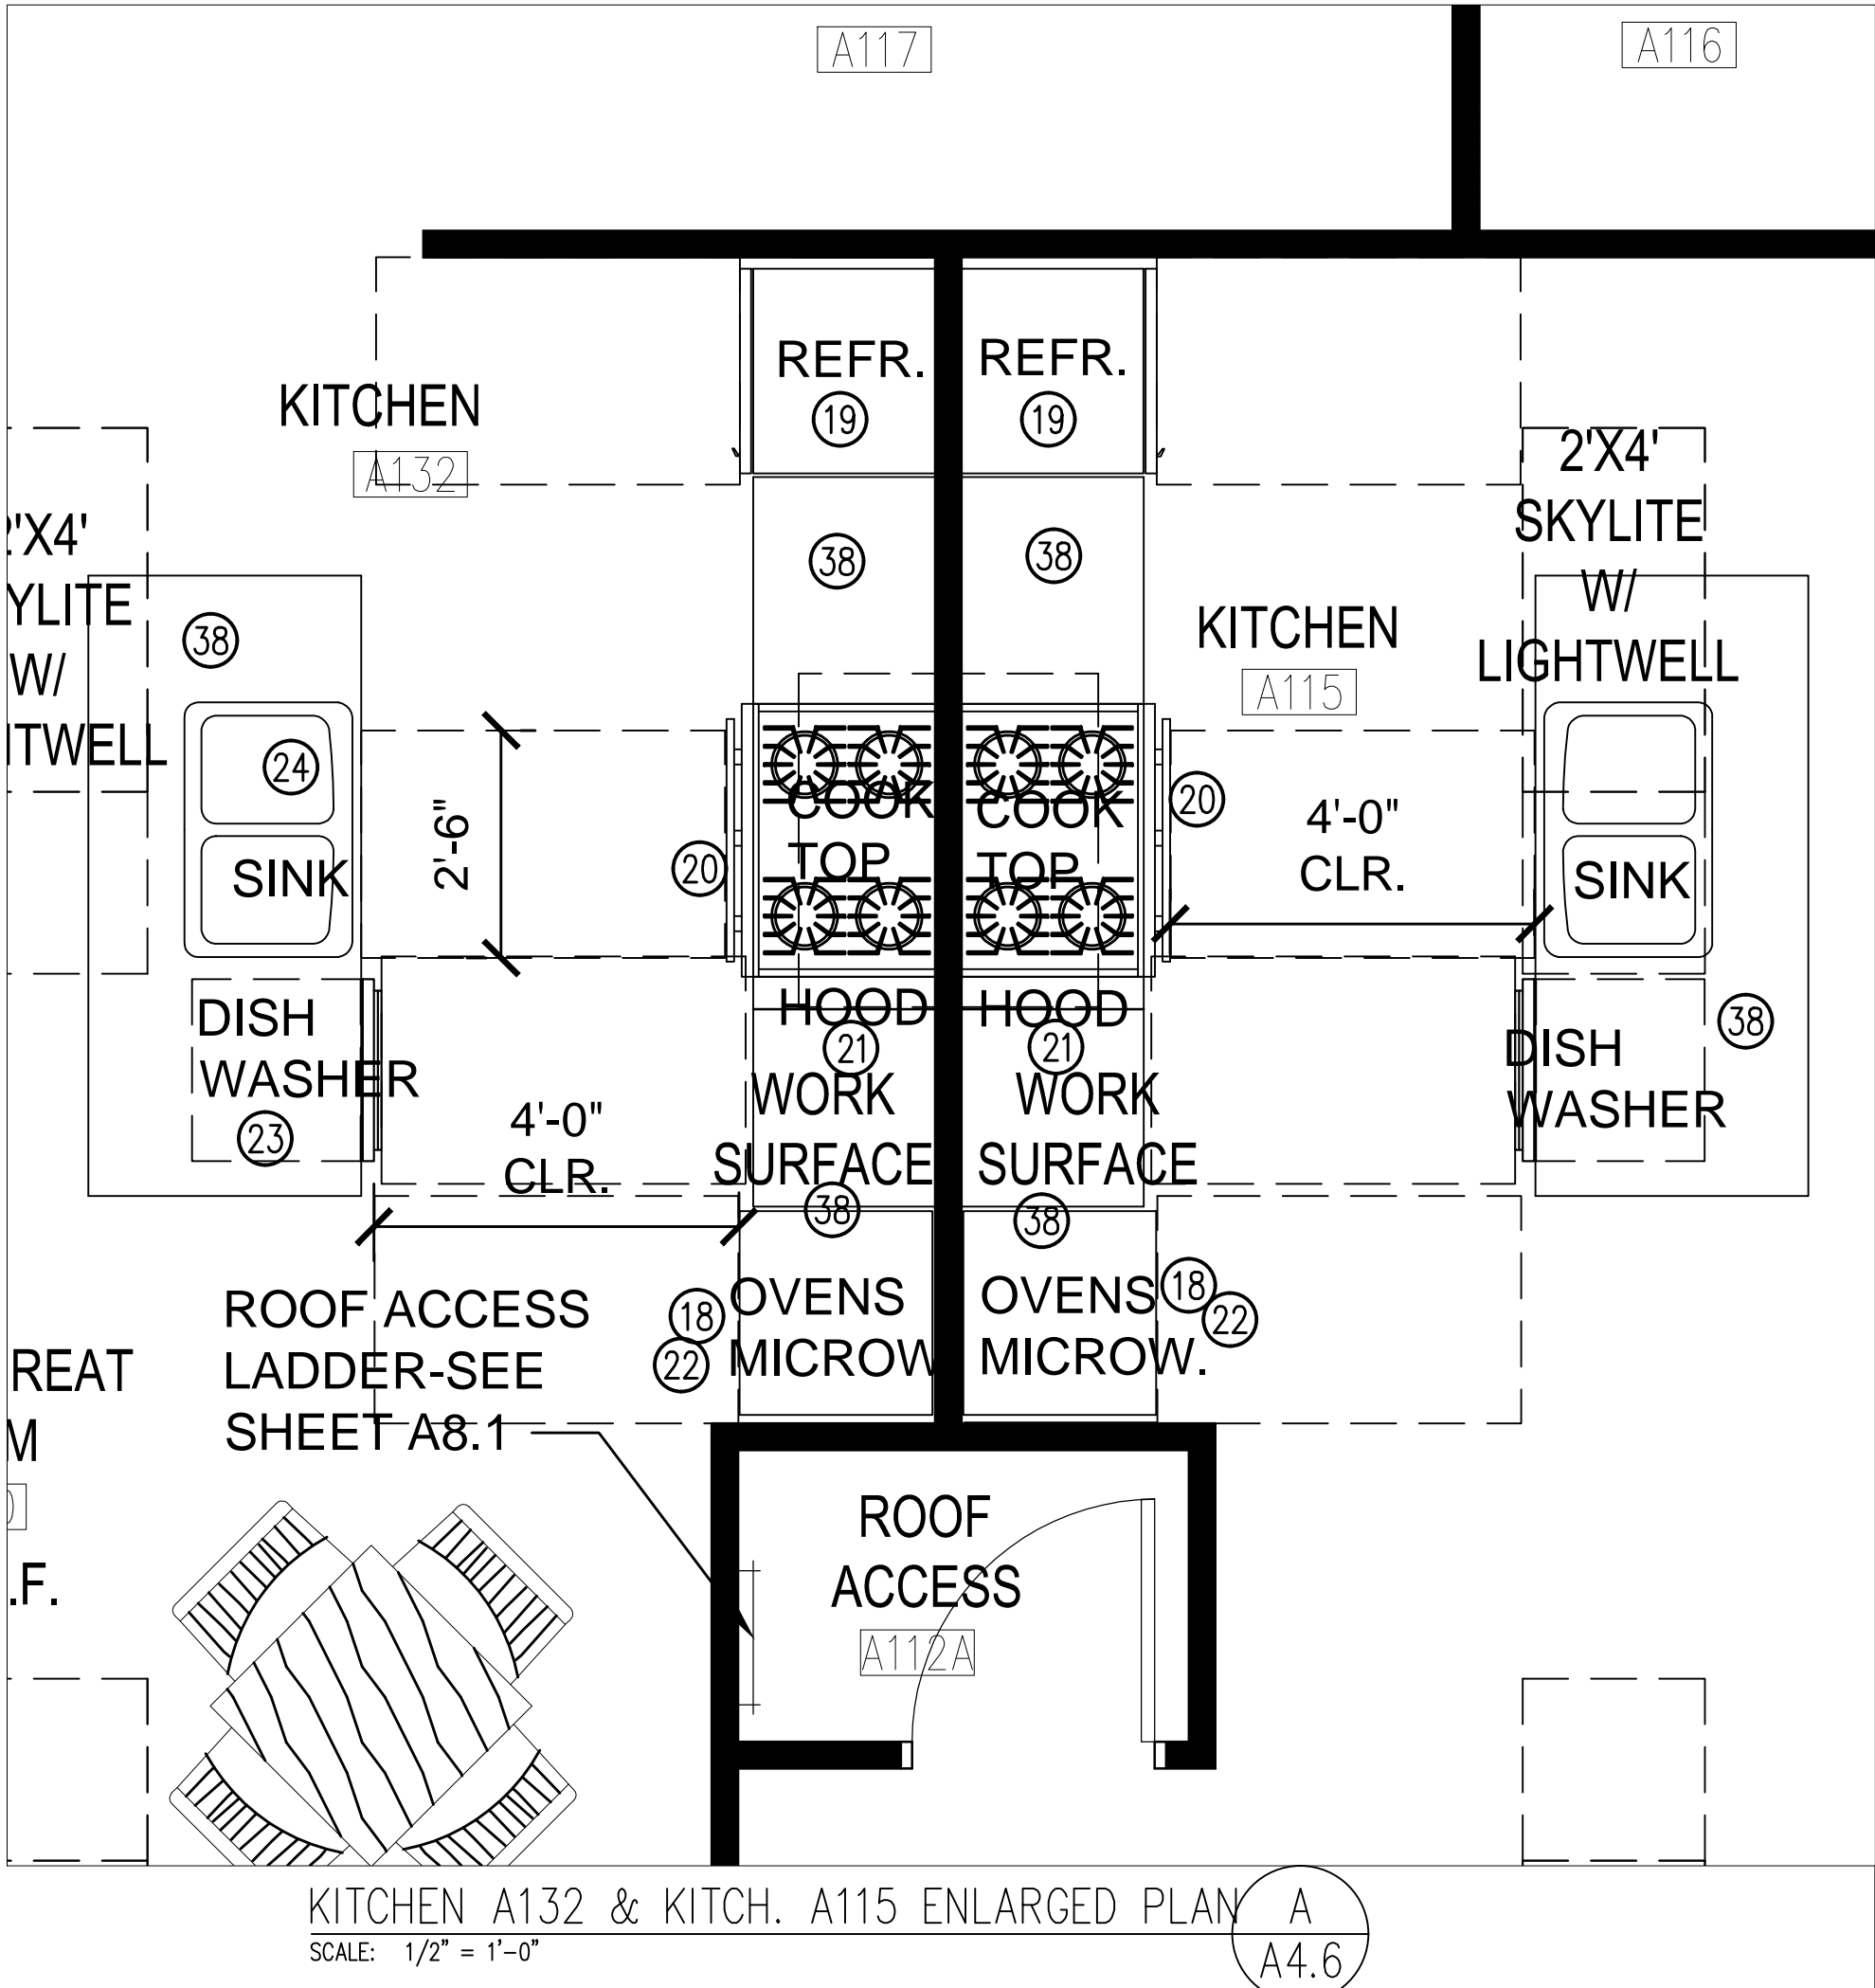 A117
A116
REFR.
REFR.
19
19
KITCHEN
A132
2'X4'
SKYLITE
W/
LIGHTWELL
'X4'
YLITE
W/
ITWELL
38
38
38
KITCHEN
A115
24
SINK
2'-6"
20
COOK
TOP
COOK
TOP
20
4'-0"
CLR.
SINK
DISH
WASHER
23
HOOD
21
HOOD
21
38
DISH
WASHER
4'-0"
CLR.
WORK
SURFACE
38
WORK
SURFACE
38
ROOF ACCESS
LADDER-SEE
SHEET A8.1
18
22
OVENS
MICROW
OVENS
MICROW.
18
22
REAT
M
.F.
ROOF
ACCESS
A112A
KITCHEN A132 & KITCH. A115 ENLARGED PLAN
SCALE: 1/2" = 1'-0"
A
A4.6